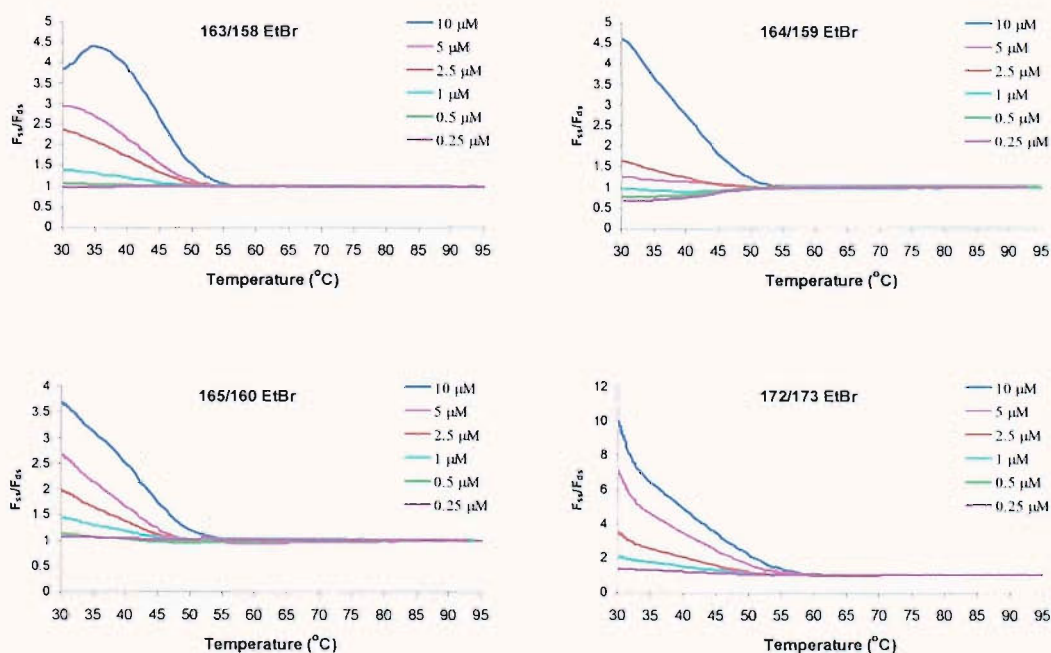 163/158 EtBr
F_ss/F_ds
4.5
4
3.5
3
2.5
2
1.5
1
0.5
0
30 35 40 45 50 55 60 65 70 75 80 85 90 95
Temperature (°C)
10 µM
5 µM
2.5 µM
1 µM
0.5 µM
0.25 µM
164/159 EtBr
F_ss/F_ds
5
4.5
4
3.5
3
2.5
2
1.5
1
0.5
0
30 35 40 45 50 55 60 65 70 75 80 85 90 95
Temperature (°C)
10 µM
5 µM
2.5 µM
1 µM
0.5 µM
0.25 µM
165/160 EtBr
F_ss/F_ds
4
3.5
3
2.5
2
1.5
1
0.5
0
30 35 40 45 50 55 60 65 70 75 80 85 90 95
Temperature (°C)
10 µM
5 µM
2.5 µM
1 µM
0.5 µM
0.25 µM
172/173 EtBr
F_ss/F_ds
12
10
8
6
4
2
0
30 35 40 45 50 55 60 65 70 75 80 85 90 95
Temperature (°C)
10 µM
5 µM
2.5 µM
1 µM
0.5 µM
0.25 µM